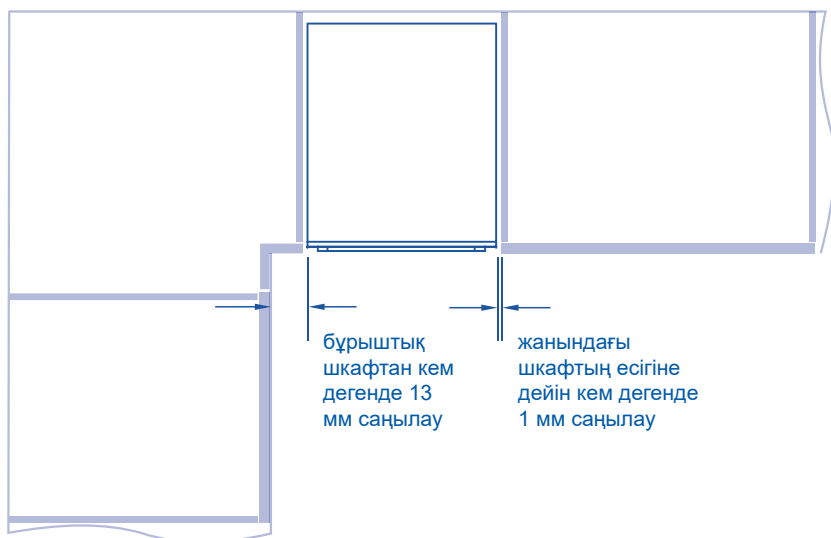 бұрыштық
шкафтан кем
дегенде 13
мм саңылау
жанындағы
шкафтың есігіне
дейін кем дегенде
1 мм саңылау